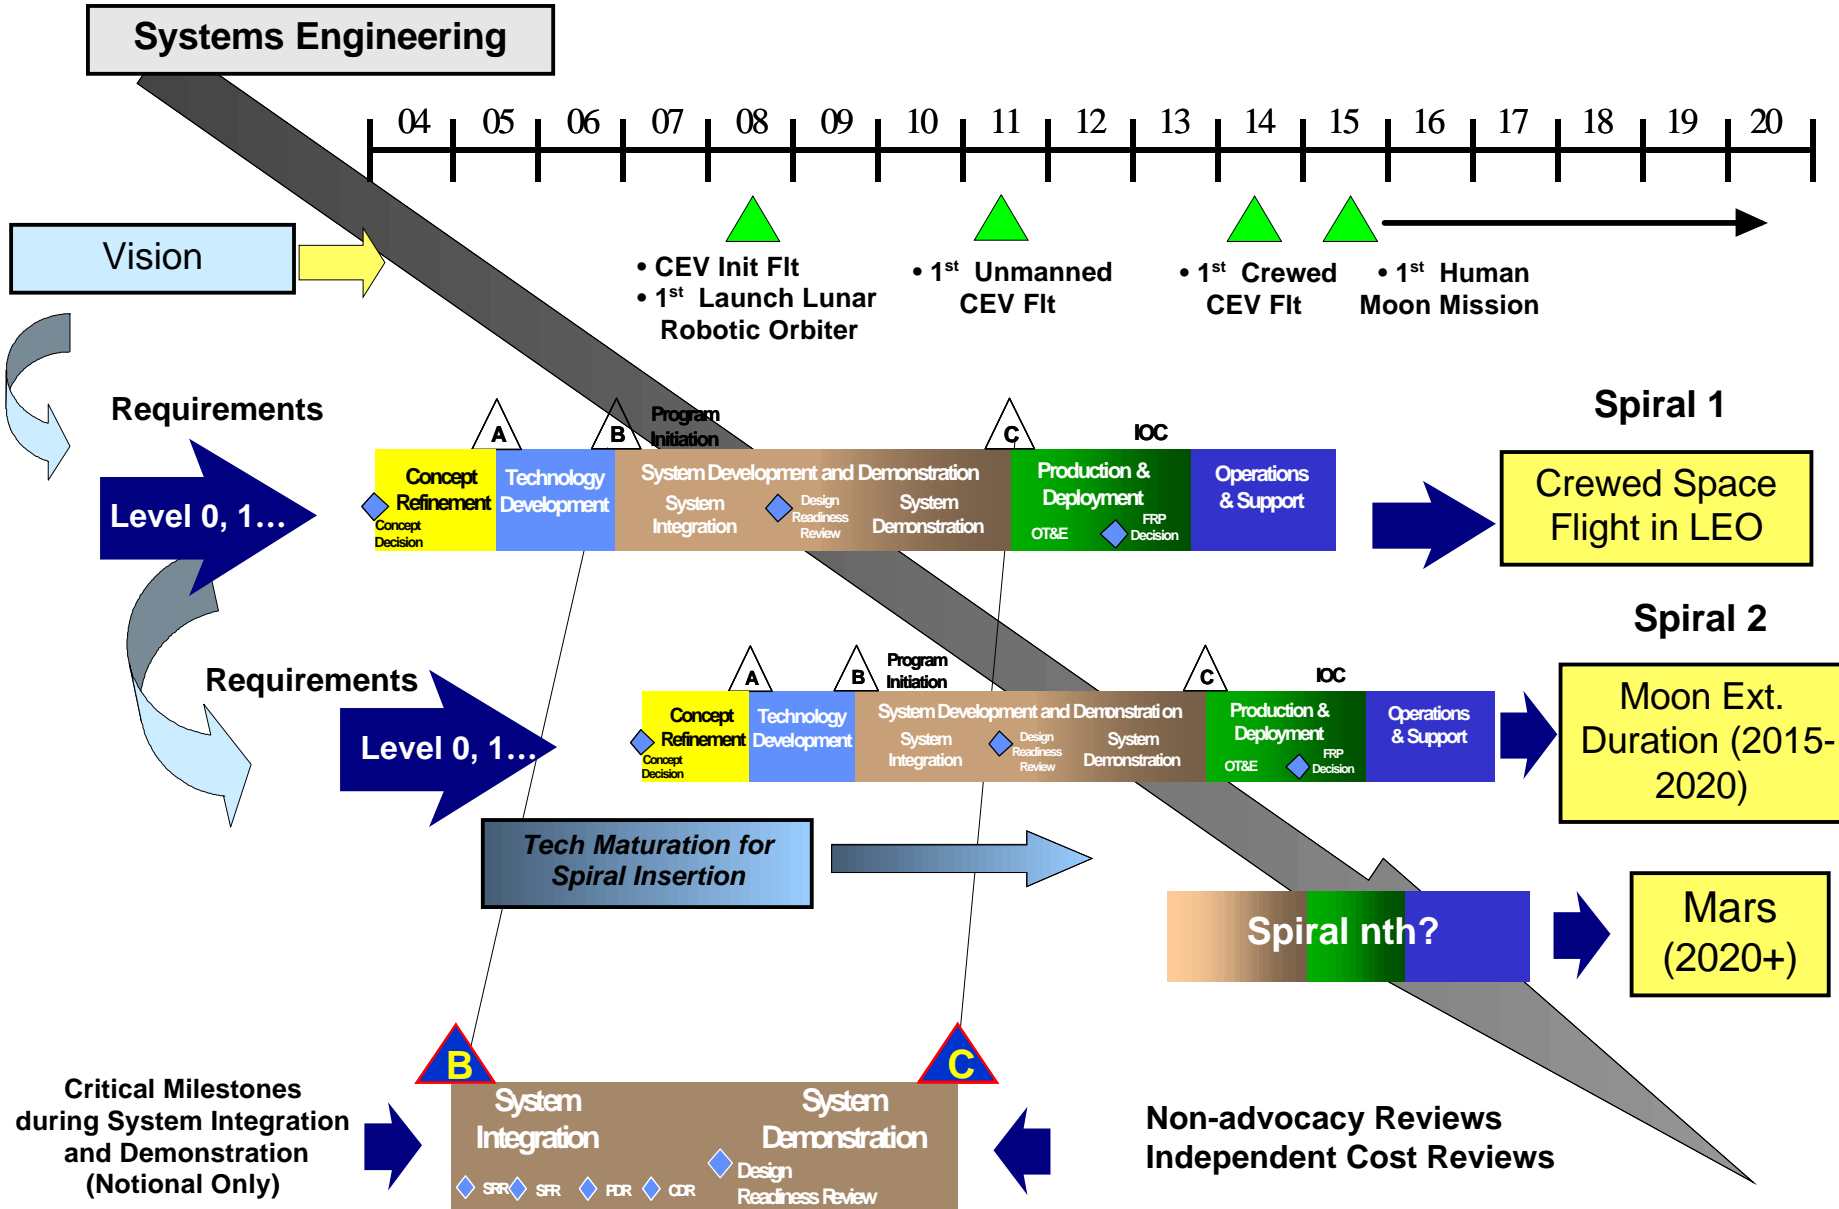 Systems Engineering
04 05 06 07 08 09 10 11 12 13 14 15 16 17 18 19 20
Vision
• CEV Init Flt
• 1st Launch Lunar
Robotic Orbiter
• 1st Unmanned
CEV Flt
• 1st Crewed
CEV Flt
• 1st Human
Moon Mission
Requirements
Level 0, 1...
A
B
Program
Initiation
C
IOC
Concept
Refinement
Concept
Decision
Technology
Development
System Development and Demonstration
System
Integration
Design
Readiness
Review
System
Demonstration
Production &
Deployment
OT&E
FRP
Decision
Operations
& Support
Spiral 1
Crewed Space
Flight in LEO
Requirements
Level 0, 1...
A
B
Program
Initiation
C
IOC
Concept
Refinement
Concept
Decision
Technology
Development
System Development and Demonstration
System
Integration
Design
Readiness
Review
System
Demonstration
Production &
Deployment
OT&E
FRP
Decision
Operations
& Support
Spiral 2
Moon Ext.
Duration (2015-
2020)
Tech Maturation for
Spiral Insertion
Spiral nth?
Mars
(2020+)
B
C
Critical Milestones
during System Integration
and Demonstration
(Notional Only)
System
Integration
System
Demonstration
SRR SFR PDR CDR
Design
Readiness Review
Non-advocacy Reviews
Independent Cost Reviews